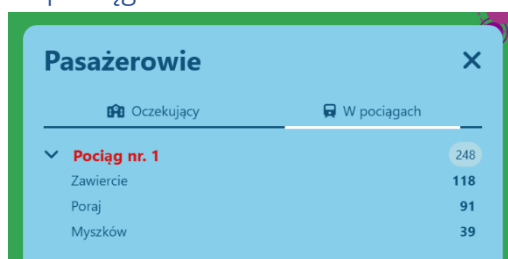 Pasażerowie
Oczekujący W pociągach
Pociąg nr. 1 248
Zawiercie 118
Poraj 91
Myszków 39